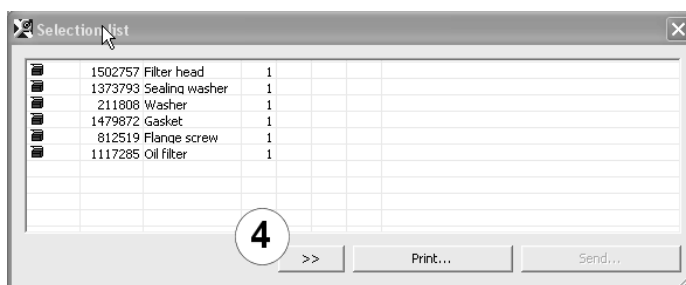 Selection list
1502757 Filter head 1
1373793 Sealing washer 1
211808 Washer 1
1479872 Gasket 1
812519 Flange screw 1
1117285 Oil filter 1
4
>> Print... Send...